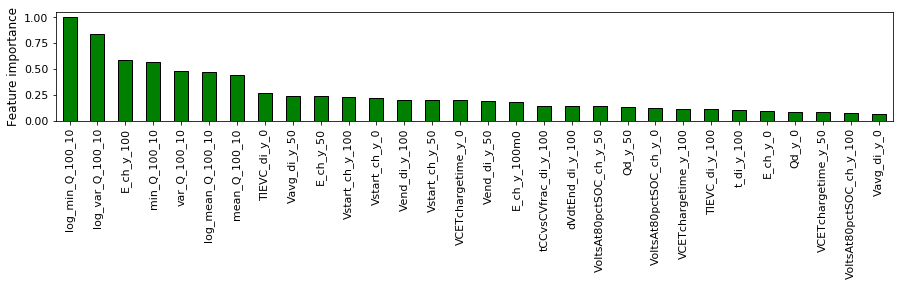 Feature importance
1.00
0.75
0.50
0.25
0.00
log_min_Q_100_10
log_var_Q_100_10
E_ch_y_100
min_Q_100_10
var_Q_100_10
log_mean_Q_100_10
mean_Q_100_10
TIEVC_di_y_0
Vavg_di_y_50
E_ch_y_50
Vstart_ch_y_100
Vstart_ch_y_0
Vend_di_y_100
Vstart_ch_y_50
VCETchargetime_y_0
Vend_di_y_50
E_ch_y_100m0
tCCvsCVfrac_di_y_100
dVdtEnd_di_y_100
VoltsAt80pctSOC_ch_y_50
Qd_y_50
VoltsAt80pctSOC_ch_y_0
VCETchargetime_y_100
TIEVC_di_y_100
t_di_y_100
E_ch_y_0
Qd_y_0
VCETchargetime_y_50
VoltsAt80pctSOC_ch_y_100
Vavg_di_y_0